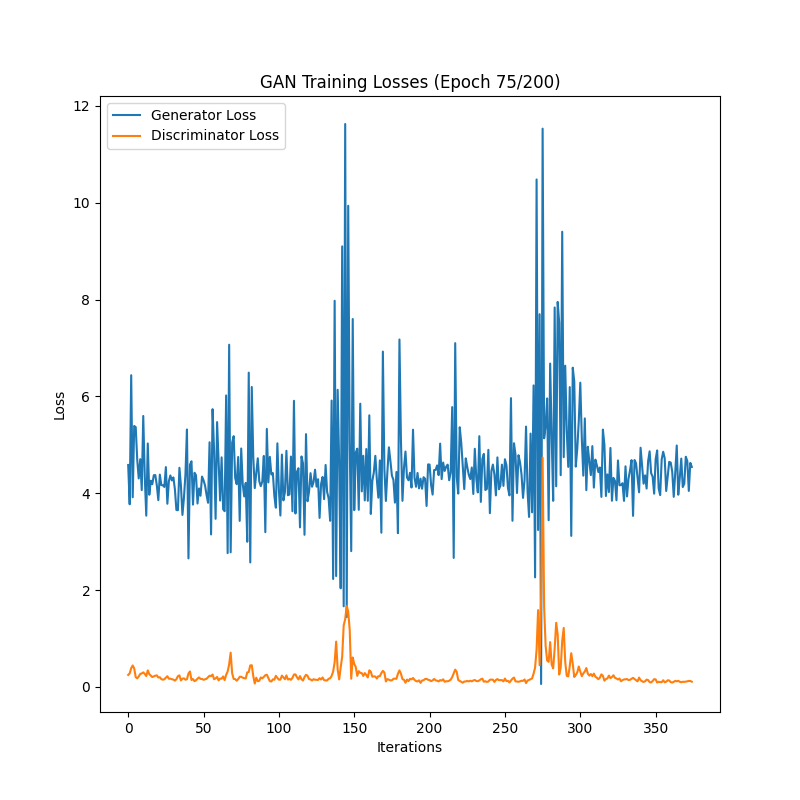 GAN Training Losses (Epoch 75/200)
Generator Loss
Discriminator Loss
12
10
8
6
4
2
0
Loss
0 50 100 150 200 250 300 350
Iterations